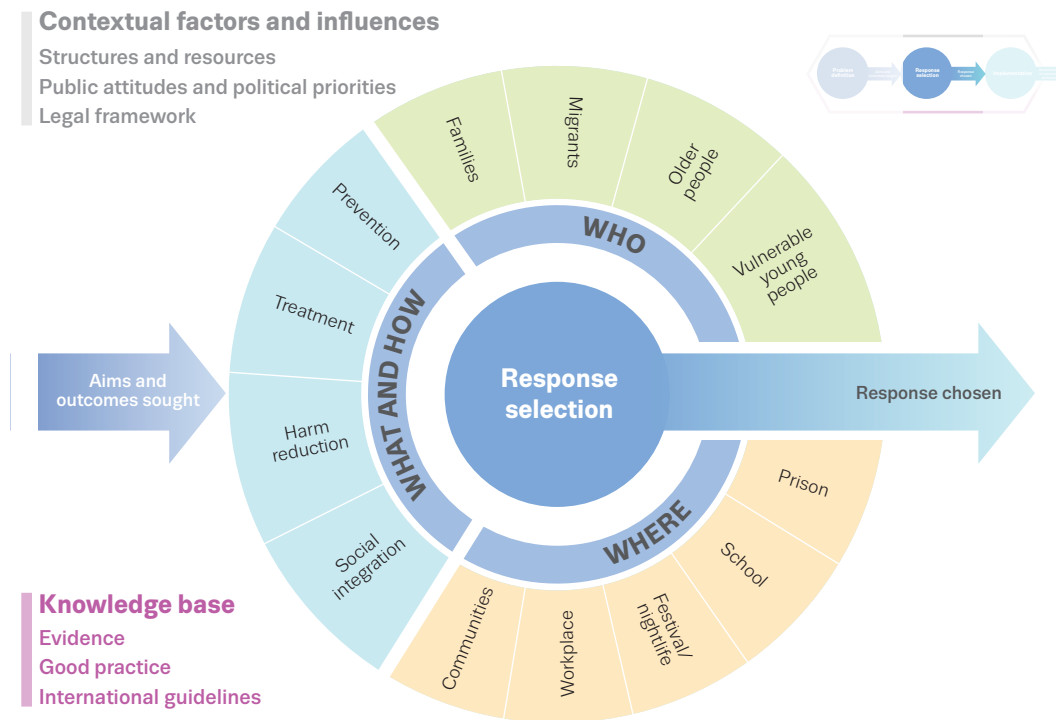 Contextual factors and influences
Structures and resources
Public attitudes and political priorities
Legal framework
Response
selection
Families
Migrants
Older
people
Vulnerable
young
people
WHO
Prevention
Treatment
Harm
reduction
Social
integration
WHAT AND HOW
Aims and
outcomes sought
Response
selection
Response chosen
WHERE
Prison
School
Festival/
nightlife
Workplace
Communities
Knowledge base
Evidence
Good practice
International guidelines